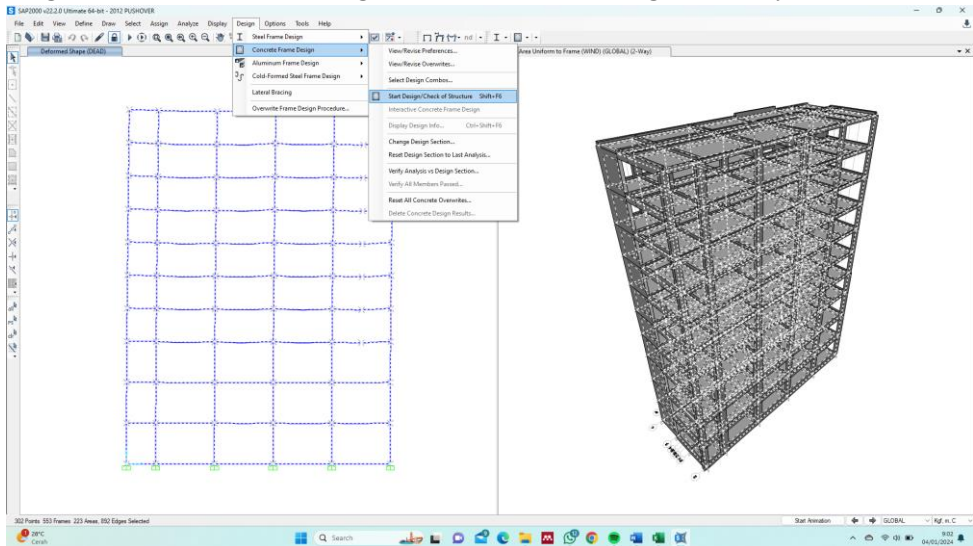 SAP2000 v22.2.0 Ultimate 64-bit - 2012 PUSHOVER
File Edit View Define Draw Select Assign Analyze Display Design Options Tools Help
nd
Deformed Shape (DEAD)
Area Uniform to Frame (WIND) (GLOBAL) (2-Way)
Steel Frame Design
Concrete Frame Design
Aluminum Frame Design
Cold-Formed Steel Frame Design
Lateral Bracing
Overwrite Frame Design Procedure...
View/Revise Preferences...
View/Revise Overwrites...
Select Design Combos...
Start Design/Check of Structure Shift+F6
Interactive Concrete Frame Design
Display Design Info... Ctrl+Shift+F6
Change Design Section...
Reset Design Section to Last Analysis...
Verify Analysis vs Design Section...
Verify All Members Passed...
Reset All Concrete Overwrites...
Delete Concrete Design Results...
302 Points 553 Frames 223 Areas, 892 Edges Selected
Start Animation
GLOBAL
Kgf, m, C
28°C
Cerah
Search
9:02
04/01/2024